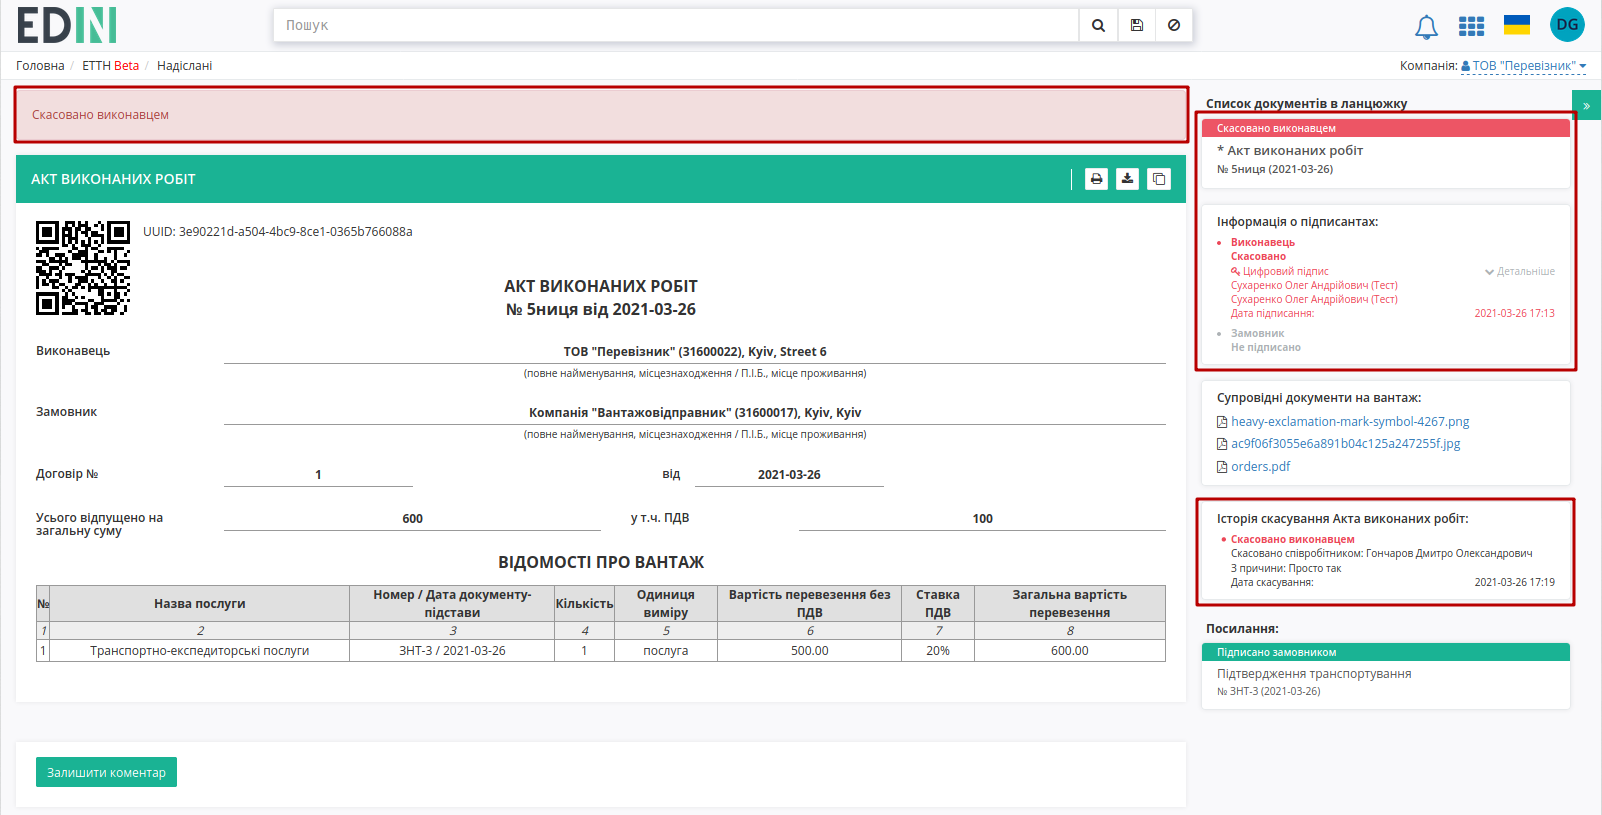 EDIN
Пошук
DG
Головна / ЕТТН Beta / Надіслані
Компанія: ТОВ "Перевізник"
Скасовано виконавцем
АКТ ВИКОНАНИХ РОБІТ
UUID: 3e90221d-a504-4bc9-8ce1-0365b766088a
АКТ ВИКОНАНИХ РОБІТ
№ 5ниця від 2021-03-26
Виконавець
ТОВ "Перевізник" (31600022), Kyiv, Street 6
(повне найменування, місцезнаходження / П.І.Б., місце проживання)
Замовник
Компанія "Вантажовідправник" (31600017), Kyiv, Kyiv
(повне найменування, місцезнаходження / П.І.Б., місце проживання)
Договір № 1 від 2021-03-26
Усього відпущено на
загальну суму
600 у т.ч. ПДВ 100
ВІДОМОСТІ ПРО ВАНТАЖ
№ Назва послуги Номер / Дата документу-підстави Кількість Одиниця виміру Вартість перевезення без ПДВ Ставка ПДВ Загальна вартість перевезення
1 2 3 4 5 6 7 8
1 Транспортно-експедиторські послуги ЗНТ-3 / 2021-03-26 1 послуга 500.00 20% 600.00
Залишити коментар
Список документів в ланцюжку
»
Скасовано виконавцем
* Акт виконаних робіт
№ 5ниця (2021-03-26)
Інформація о підписантах:
Виконавець
Скасовано
Цифровий підпис Детальніше
Сухаренко Олег Андрійович (Тест)
Сухаренко Олег Андрійович (Тест)
Дата підписання: 2021-03-26 17:13
Замовник
Не підписано
Супровідні документи на вантаж:
heavy-exclamation-mark-symbol-4267.png
ac9f06f3055e6a891b04c125a247255f.jpg
orders.pdf
Історія скасування Акта виконаних робіт:
Скасовано виконавцем
Скасовано співробітником: Гончаров Дмитро Олександрович
З причини: Просто так
Дата скасування: 2021-03-26 17:19
Посилання:
Підписано замовником
Підтвердження транспортування
№ ЗНТ-3 (2021-03-26)